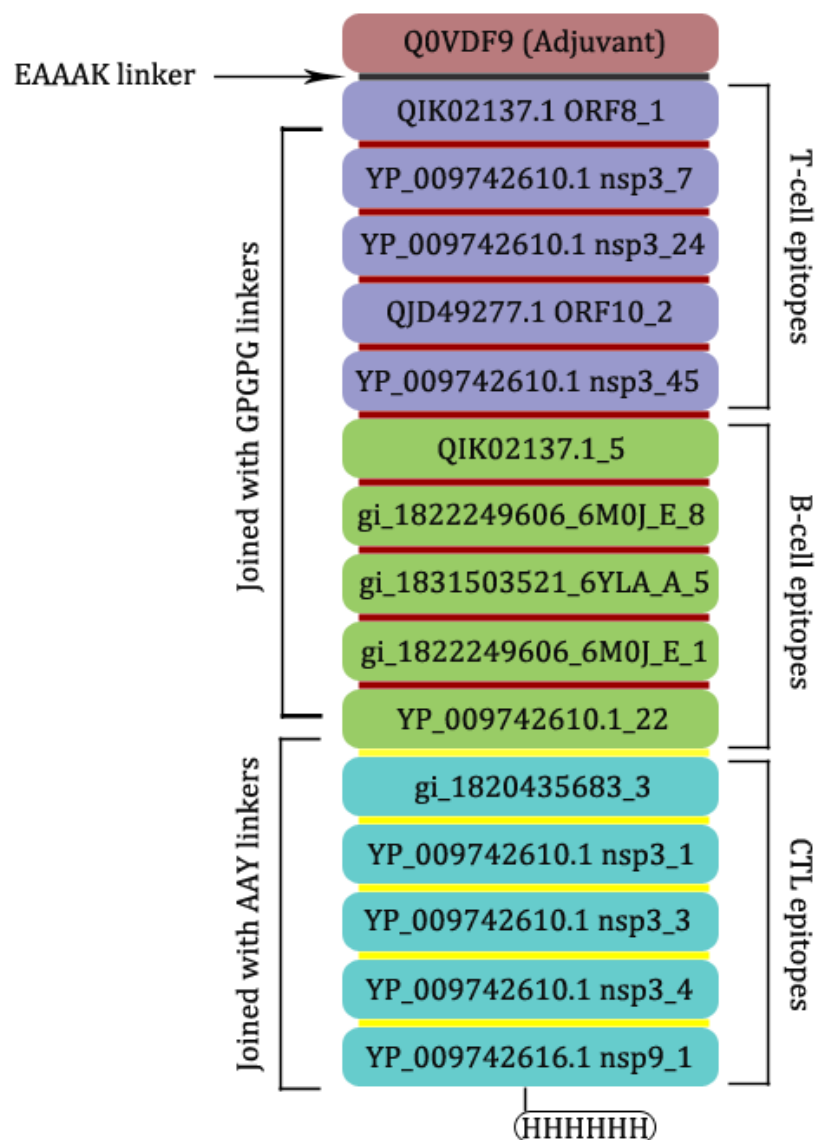 Q0VDF9 (Adjuvant)
EAAAK linker
QIK02137.1 ORF8_1
YP_009742610.1 nsp3_7
YP_009742610.1 nsp3_24
QJD49277.1 ORF10_2
YP_009742610.1 nsp3_45
T-cell epitopes
Joined with GPGPG linkers
QIK02137.1_5
gi_1822249606_6M0J_E_8
gi_1831503521_6YLA_A_5
gi_1822249606_6M0J_E_1
YP_009742610.1_22
B-cell epitopes
Joined with AAY linkers
gi_1820435683_3
YP_009742610.1 nsp3_1
YP_009742610.1 nsp3_3
YP_009742610.1 nsp3_4
YP_009742616.1 nsp9_1
CTL epitopes
HHHHHH